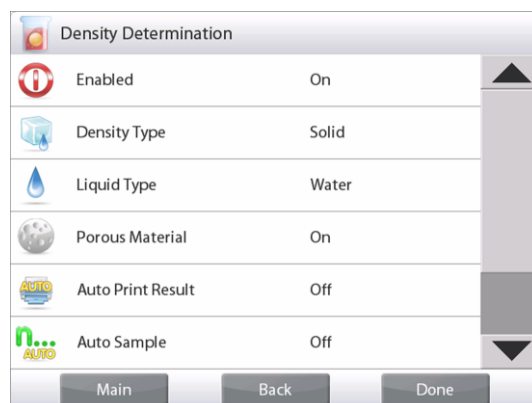 Density Determination
Enabled On
Density Type Solid
Liquid Type Water
Porous Material On
AUTO
Auto Print Result Off
n...
AUTO
Auto Sample Off
Main Back Done